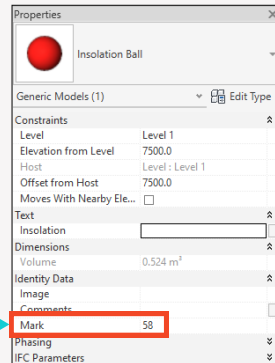 Properties
Insolation Ball
Generic Models (1) Edit Type
Constraints
Level Level 1
Elevation from Level 7500.0
Host Level : Level 1
Offset from Host 7500.0
Moves With Nearby Ele...
Text
Insolation
Dimensions
Volume 0.524 m³
Identity Data
Image
Comments
Mark 58
Phasing
IFC Parameters